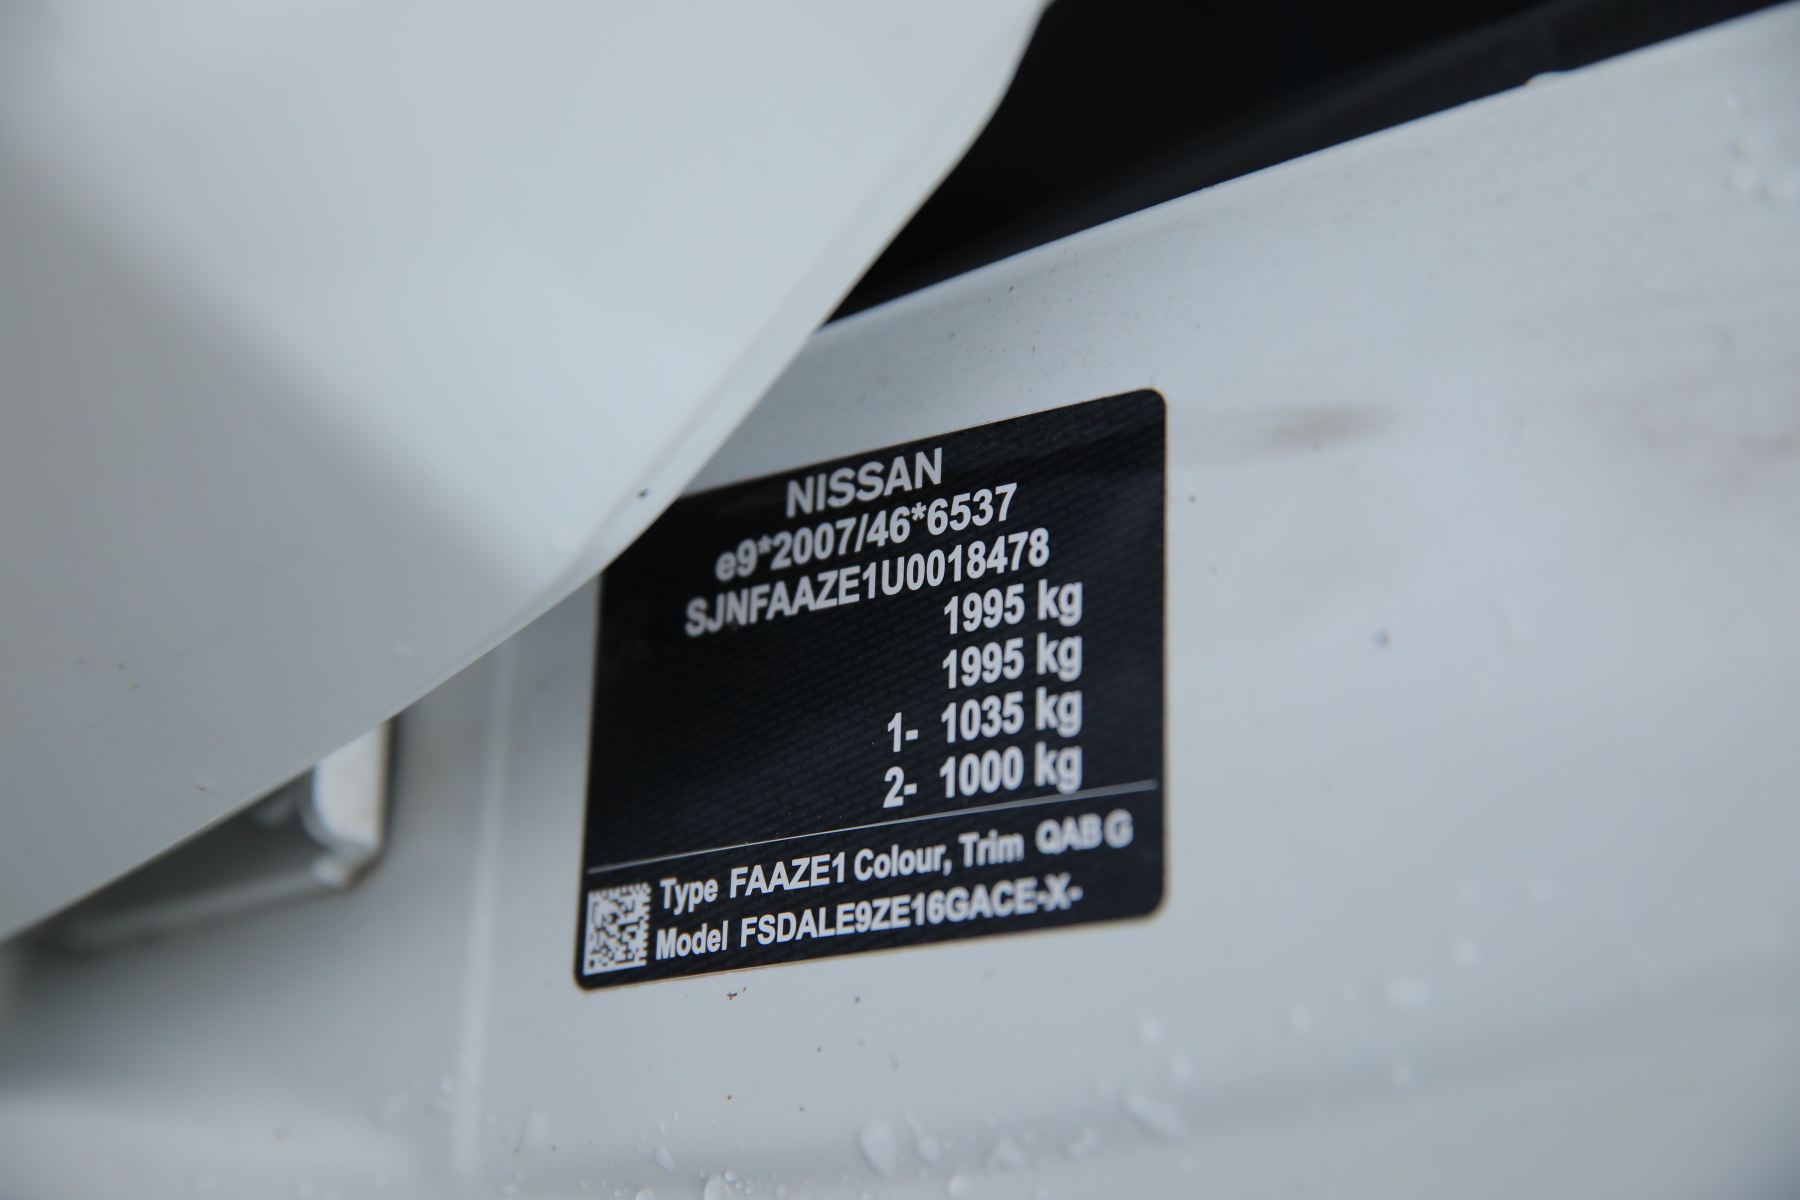 NISSAN
e9*2007/46*6537
SJNFAAZE1U0018478
1995 kg
1995 kg
1- 1035 kg
2- 1000 kg
Type FAAZE1 Colour, Trim QAB G
Model FSDALE9ZE16GACE-X-